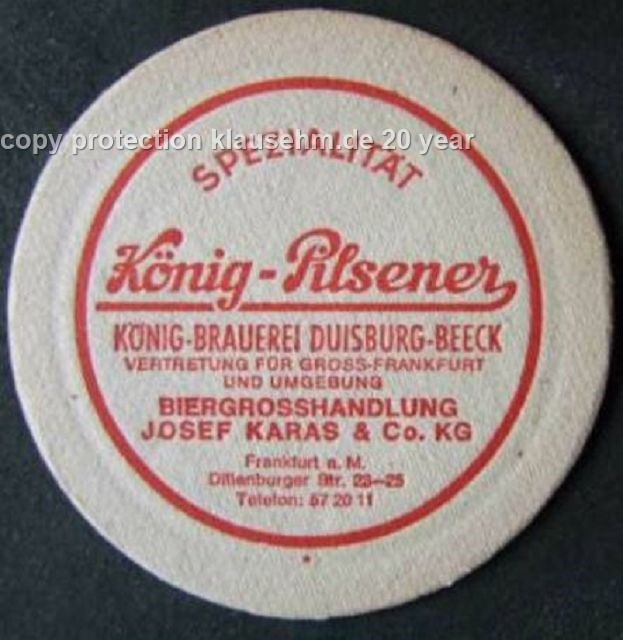 copy protection klausehm.de 20 year
SPEZIALITÄT
König-Pilsener
KÖNIG-BRAUEREI DUISBURG-BEECK
VERTRETUNG FÜR GROSS-FRANKFURT
UND UMGEBUNG
BIERGROSSHANDLUNG
JOSEF KARAS & Co. KG
Frankfurt a. M.
Dillenburger Str. 23–25
Telefon: 57 20 11